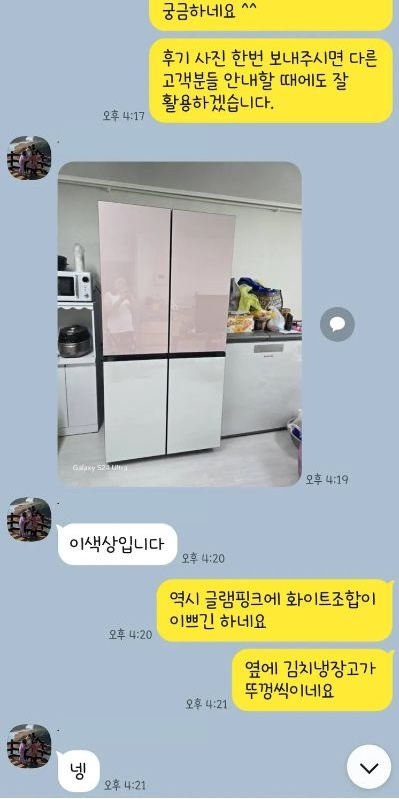 궁금하네요 ^^
후기 사진 한번 보내주시면 다른
고객분들 안내할 때에도 잘
활용하겠습니다.
오후 4:17
Galaxy S24 Ultra
오후 4:19
이색상입니다
오후 4:20
역시 글램핑크에 화이트조합이
이쁘긴 하네요
오후 4:20
옆에 김치냉장고가
뚜껑씩이네요
오후 4:21
넹
오후 4:21